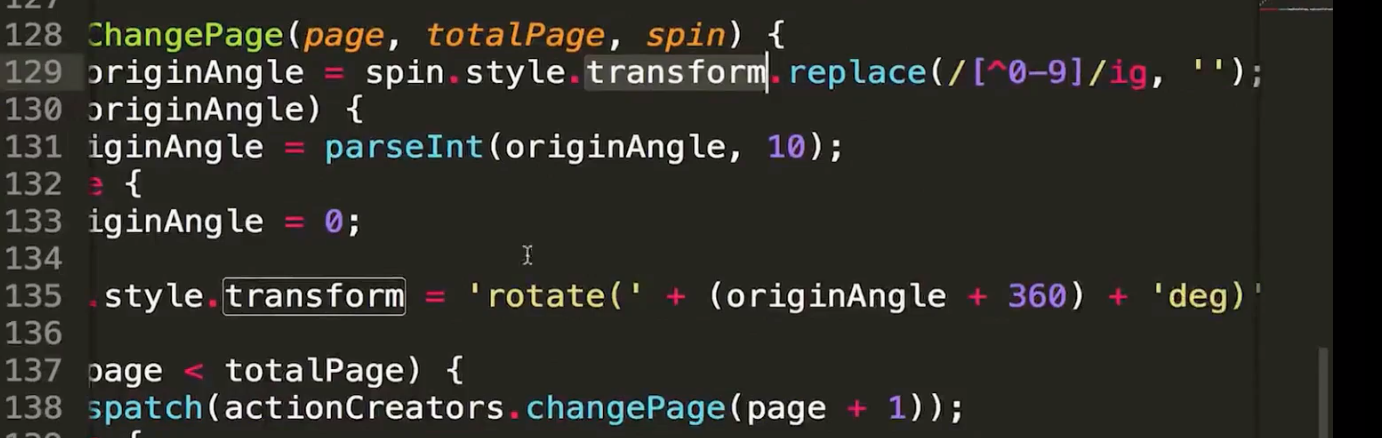 127
128 ChangePage(page, totalPage, spin) {
129 originAngle = spin.style.transform.replace(/[^0-9]/ig, '');
130 originAngle) {
131 iginAngle = parseInt(originAngle, 10);
132 e {
133 iginAngle = 0;
134
135 .style.transform = 'rotate(' + (originAngle + 360) + 'deg)'
136
137 page < totalPage) {
138 spatch(actionCreators.changePage(page + 1));
139 {